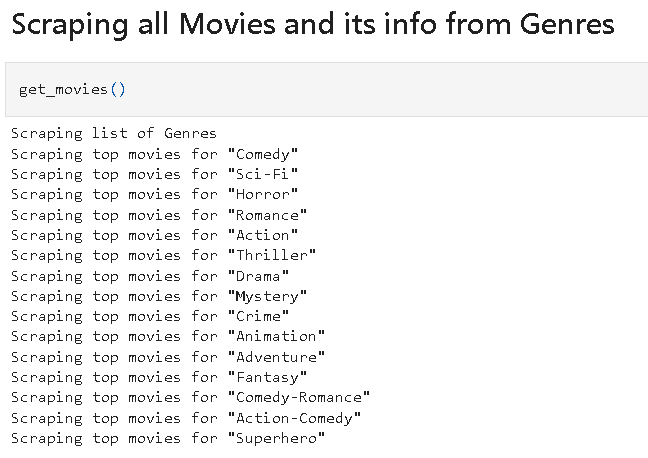 Scraping all Movies and its info from Genres
get_movies()
Scraping list of Genres
Scraping top movies for "Comedy"
Scraping top movies for "Sci-Fi"
Scraping top movies for "Horror"
Scraping top movies for "Romance"
Scraping top movies for "Action"
Scraping top movies for "Thriller"
Scraping top movies for "Drama"
Scraping top movies for "Mystery"
Scraping top movies for "Crime"
Scraping top movies for "Animation"
Scraping top movies for "Adventure"
Scraping top movies for "Fantasy"
Scraping top movies for "Comedy-Romance"
Scraping top movies for "Action-Comedy"
Scraping top movies for "Superhero"